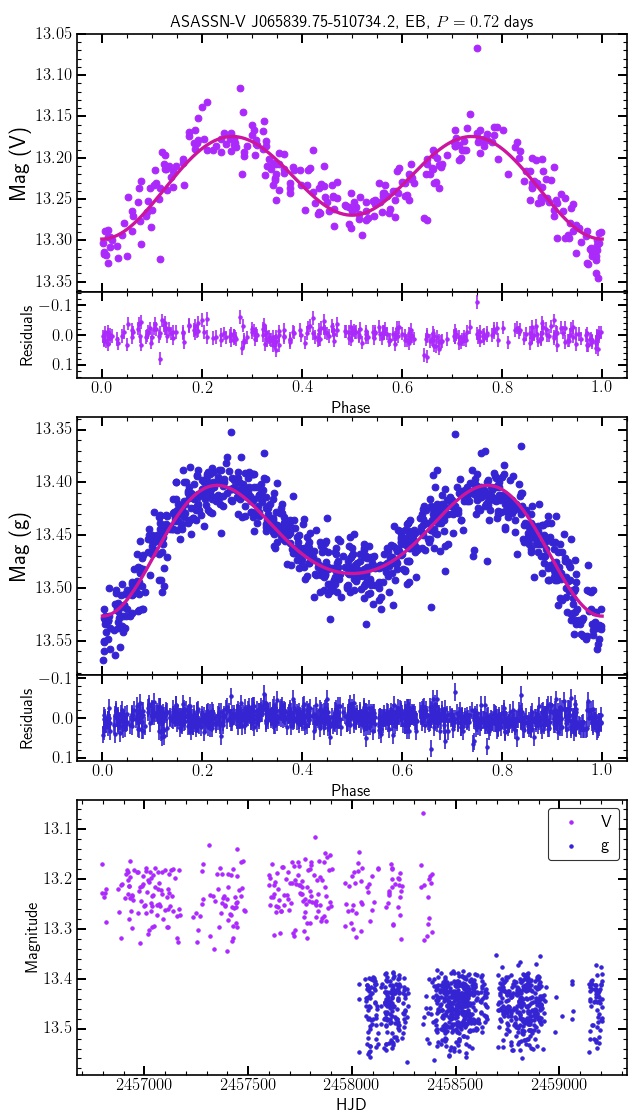 ASASSN-V J065839.75-510734.2, EB, P = 0.72 days
13.05
13.10
13.15
13.20
13.25
13.30
13.35
Mag (V)
−0.1
0.0
0.1
Residuals
0.0 0.2 0.4 0.6 0.8 1.0
Phase
13.35
13.40
13.45
13.50
13.55
Mag (g)
−0.1
0.0
0.1
Residuals
0.0 0.2 0.4 0.6 0.8 1.0
Phase
V
g
13.1
13.2
13.3
13.4
13.5
Magnitude
2457000 2457500 2458000 2458500 2459000
HJD